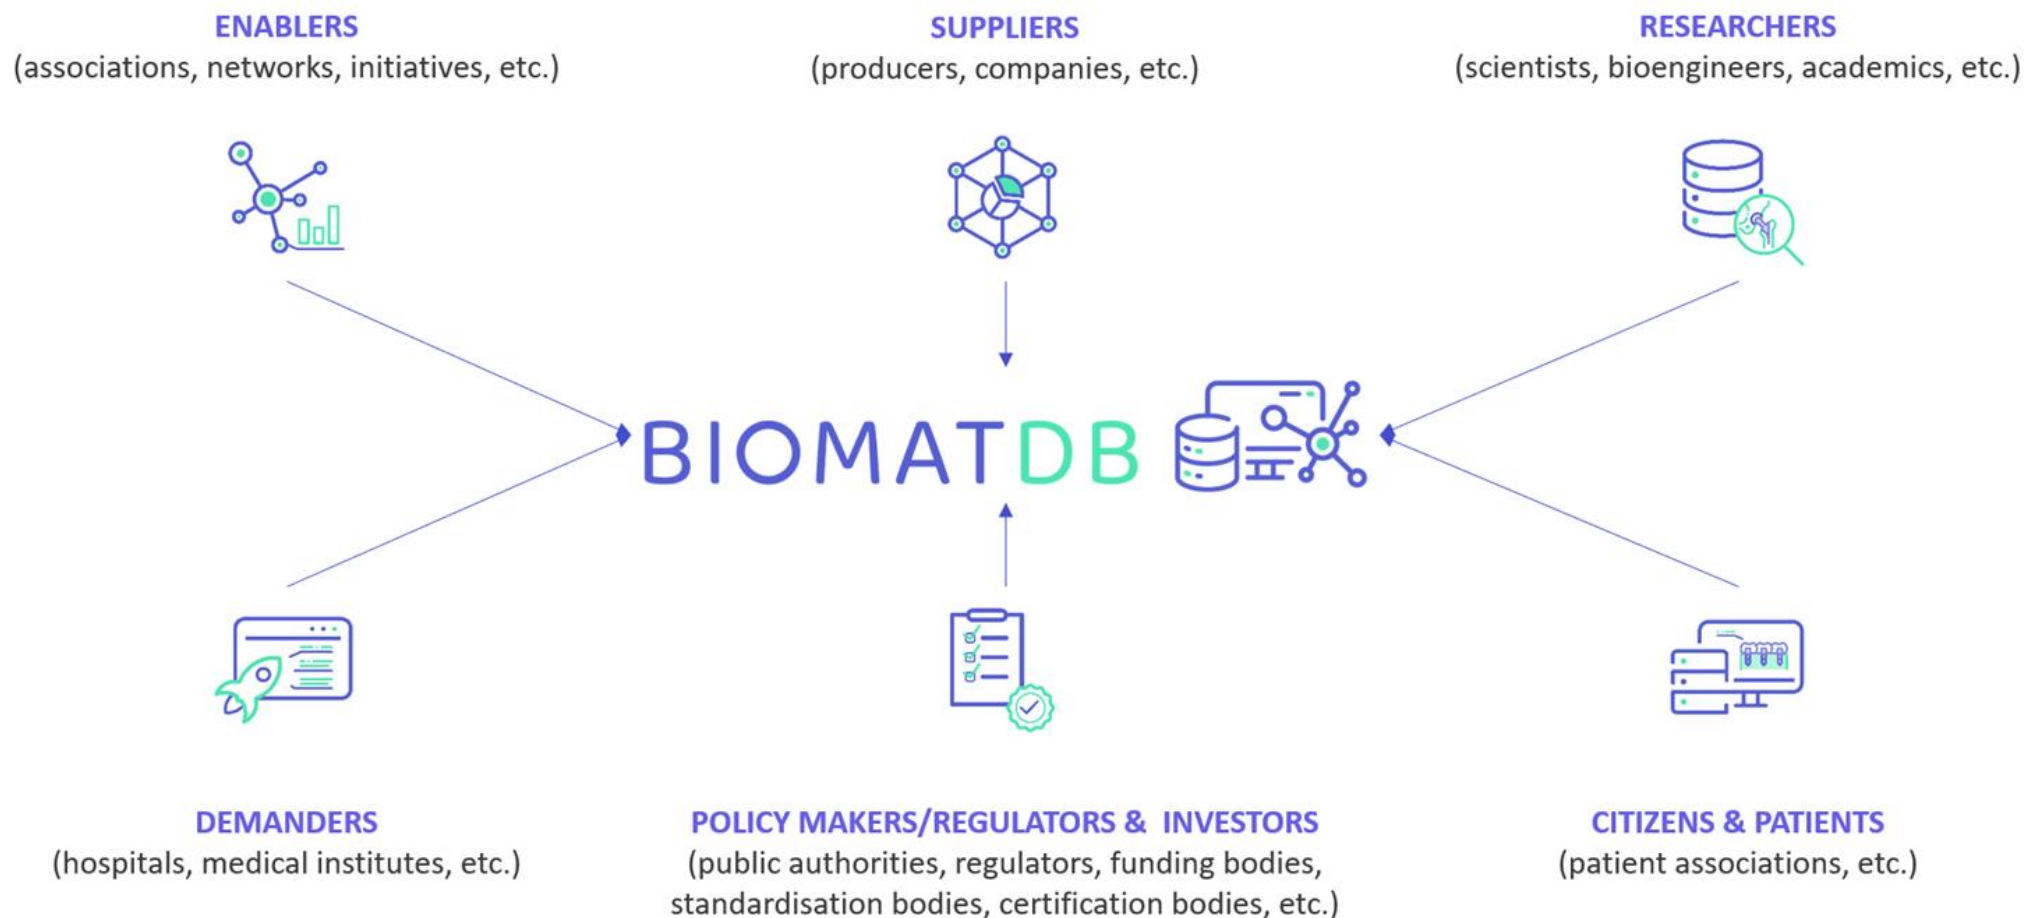 ENABLERS
(associations, networks, initiatives, etc.)
SUPPLIERS
(producers, companies, etc.)
RESEARCHERS
(scientists, bioengineers, academics, etc.)
BIOMATDB
DEMANDERS
(hospitals, medical institutes, etc.)
POLICY MAKERS/REGULATORS & INVESTORS
(public authorities, regulators, funding bodies,
standardisation bodies, certification bodies, etc.)
CITIZENS & PATIENTS
(patient associations, etc.)